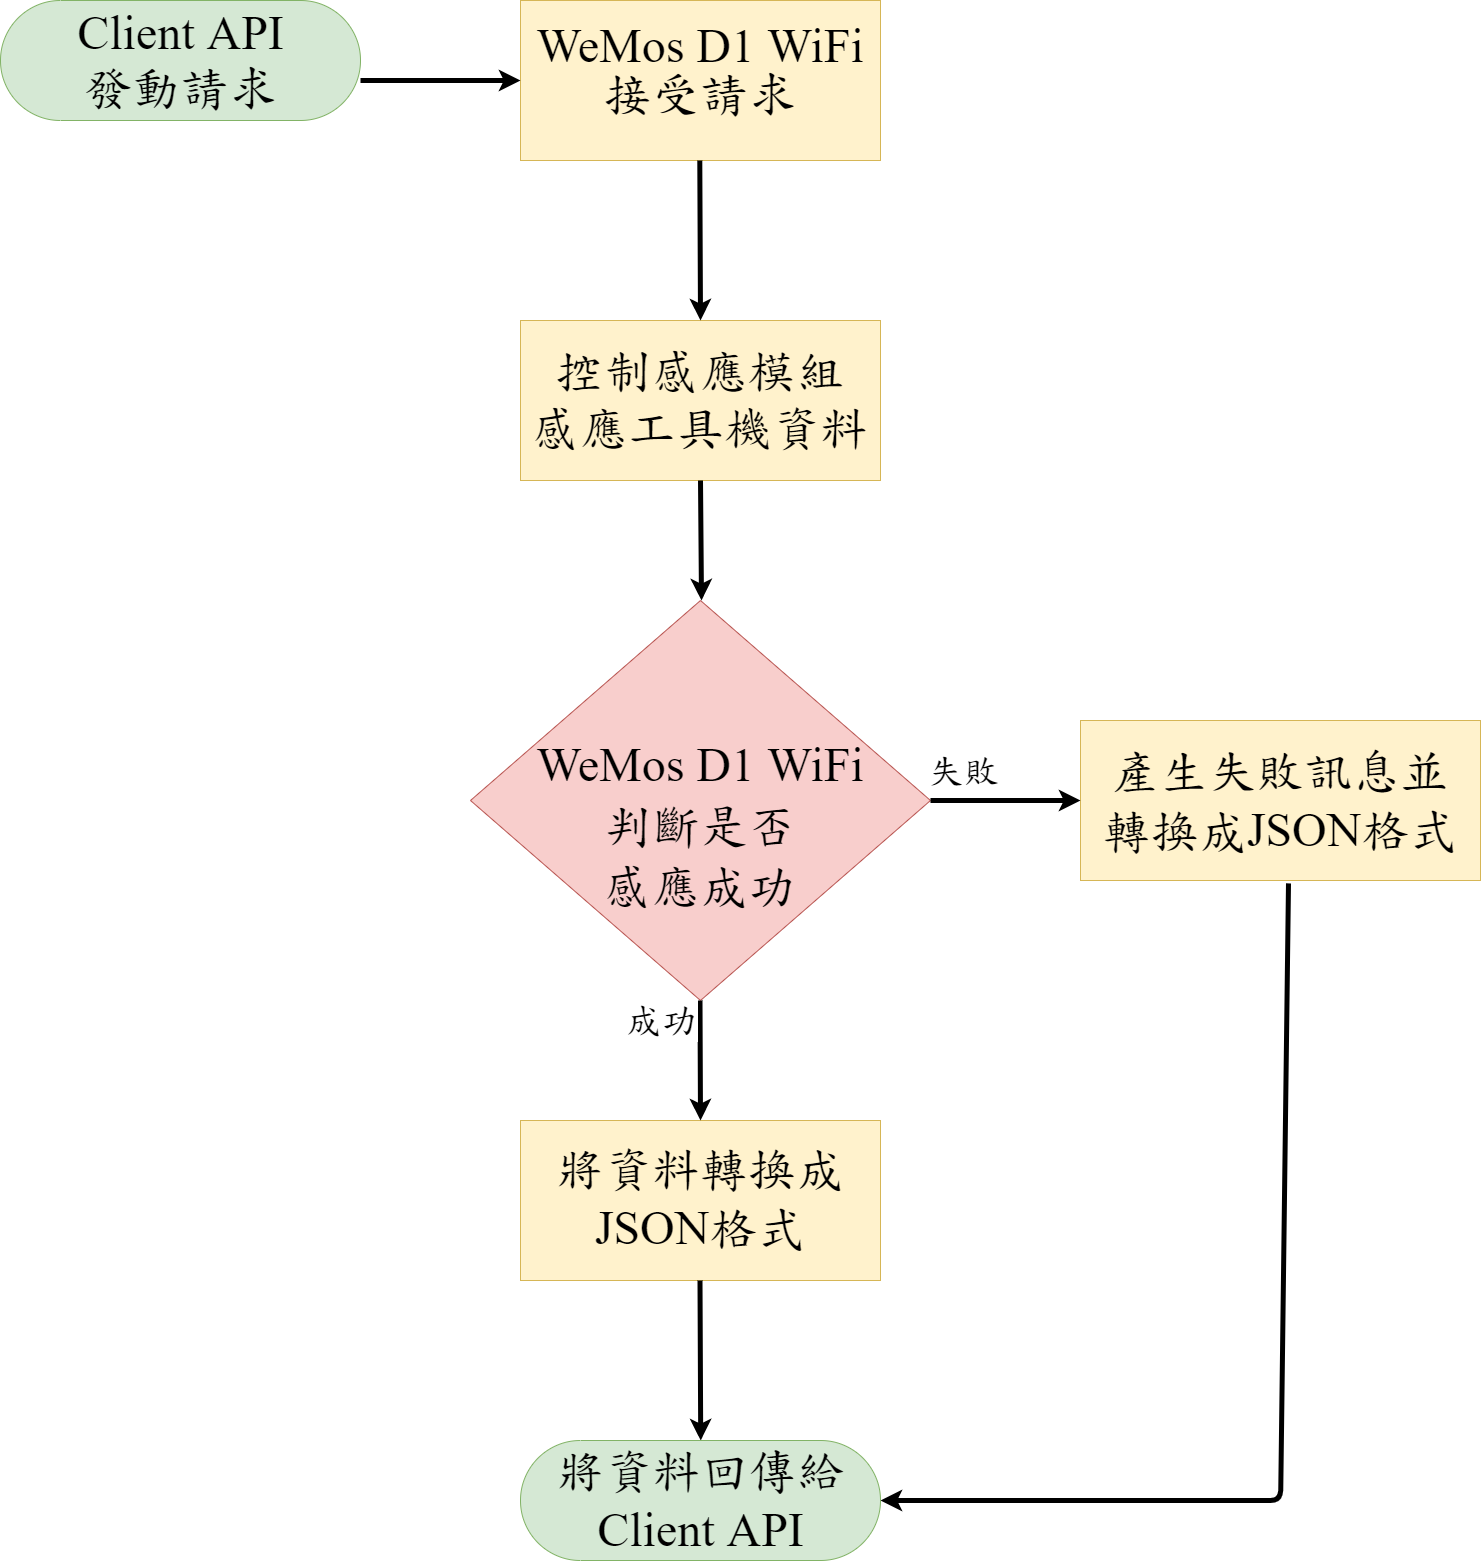 Client API
發動請求
WeMos D1 WiFi
接受請求
控制感應模組
感應工具機資料
WeMos D1 WiFi
判斷是否
感應成功
失敗
產生失敗訊息並
轉換成JSON格式
成功
將資料轉換成
JSON格式
將資料回傳給
Client API